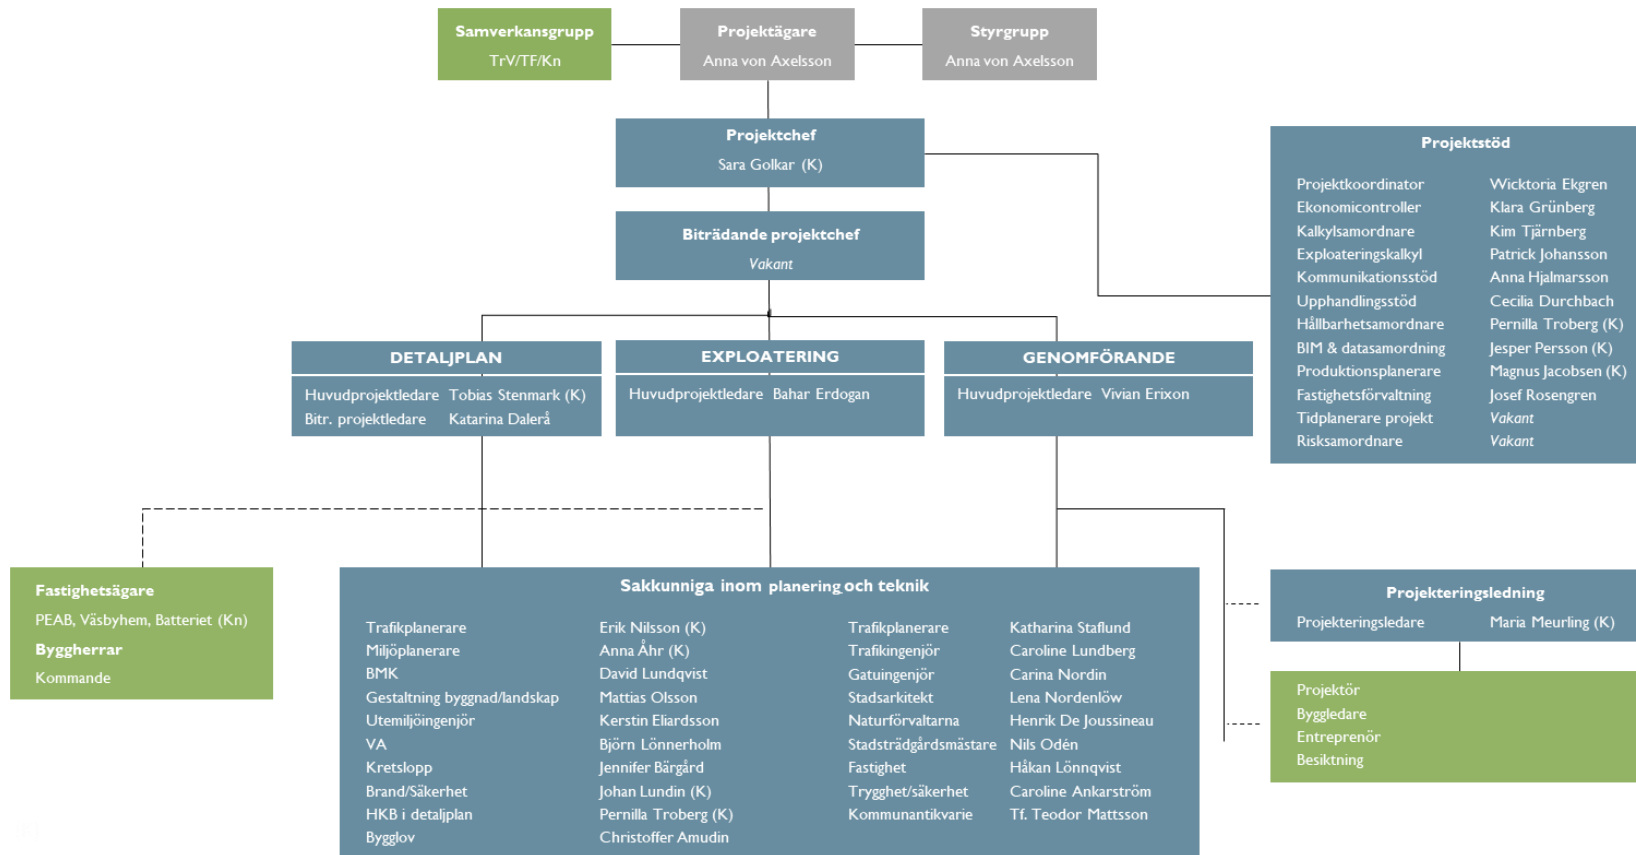 Samverkansgrupp
TrV/TF/Kn
Projektägare
Anna von Axelsson
Styrgrupp
Anna von Axelsson
Projektchef
Sara Golkar (K)
Biträdande projektchef
Vakant
Projektstöd
Projektkoordinator Wicktoria Ekgren
Ekonomicontroller Klara Grünberg
Kalkylsamordnare Kim Tjärnberg
Exploateringskalkyl Patrick Johansson
Kommunikationsstöd Anna Hjalmarsson
Upphandlingsstöd Cecilia Durchbach
Hållbarhetsamordnare Pernilla Troberg (K)
BIM & datasamordning Jesper Persson (K)
Produktionsplanerare Magnus Jacobsen (K)
Fastighetsförvaltning Josef Rosengren
Tidplanerare projekt Vakant
Risksamordnare Vakant
DETALJPLAN
Huvudprojektledare Tobias Stenmark (K)
Bitr. projektledare Katarina Dalerå
EXPLOATERING
Huvudprojektledare Bahar Erdogan
GENOMFÖRANDE
Huvudprojektledare Vivian Erixon
Fastighetsägare
PEAB, Väsbyhem, Batteriet (Kn)
Byggherrar
Kommande
Sakkunniga inom planering och teknik
Trafikplanerare Erik Nilsson (K) Trafikplanerare Katharina Staflund
Miljöplanerare Anna Åhr (K) Trafikingenjör Caroline Lundberg
BMK David Lundqvist Gatuingenjör Carina Nordin
Gestaltning byggnad/landskap Mattias Olsson Stadsarkitekt Lena Nordenlöw
Utemiljöingenjör Kerstin Eliardsson Naturförvaltarna Henrik De Joussineau
VA Björn Lönnerholm Stadsträdgårdsmästare Nils Odén
Kretslopp Jennifer Bärgård Fastighet Håkan Lönnqvist
Brand/Säkerhet Johan Lundin (K) Trygghet/säkerhet Caroline Ankarström
HKB i detaljplan Pernilla Troberg (K) Kommunantikvarie Tf. Teodor Mattsson
Bygglov Christoffer Amudin
Projekteringsledning
Projekteringsledare Maria Meurling (K)
Projektör
Byggledare
Entreprenör
Besiktning